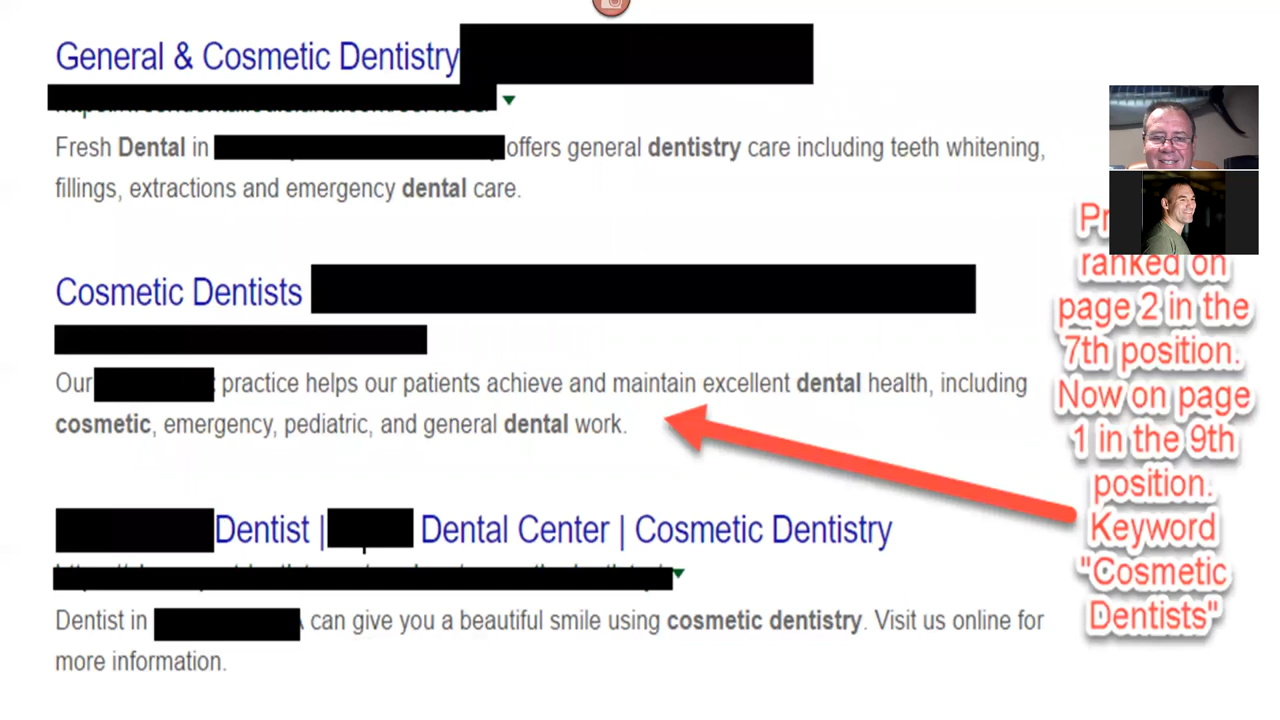 General & Cosmetic Dentistry
Fresh Dental in offers general dentistry care including teeth whitening,
fillings, extractions and emergency dental care.
Cosmetic Dentists
Our practice helps our patients achieve and maintain excellent dental health, including
cosmetic, emergency, pediatric, and general dental work.
Dentist | Dental Center | Cosmetic Dentistry
Dentist in can give you a beautiful smile using cosmetic dentistry. Visit us online for
more information.
ranked on
page 2 in the
7th position.
Now on page
1 in the 9th
position.
Keyword
"Cosmetic
Dentists"